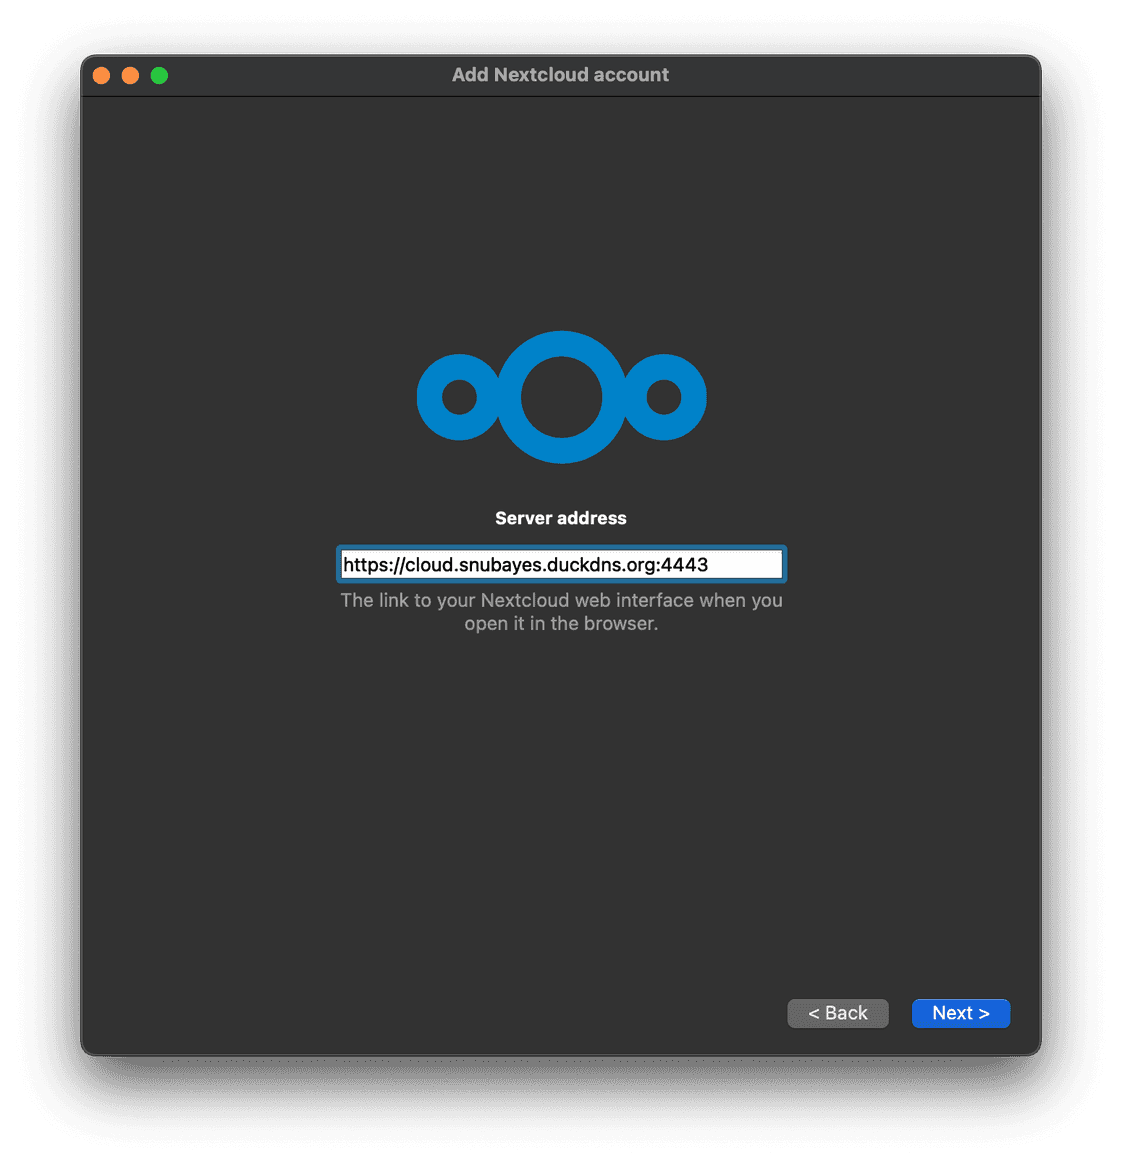 Add Nextcloud account
Server address
https://cloud.snubayes.duckdns.org:4443
The link to your Nextcloud web interface when you
open it in the browser.
< Back
Next >